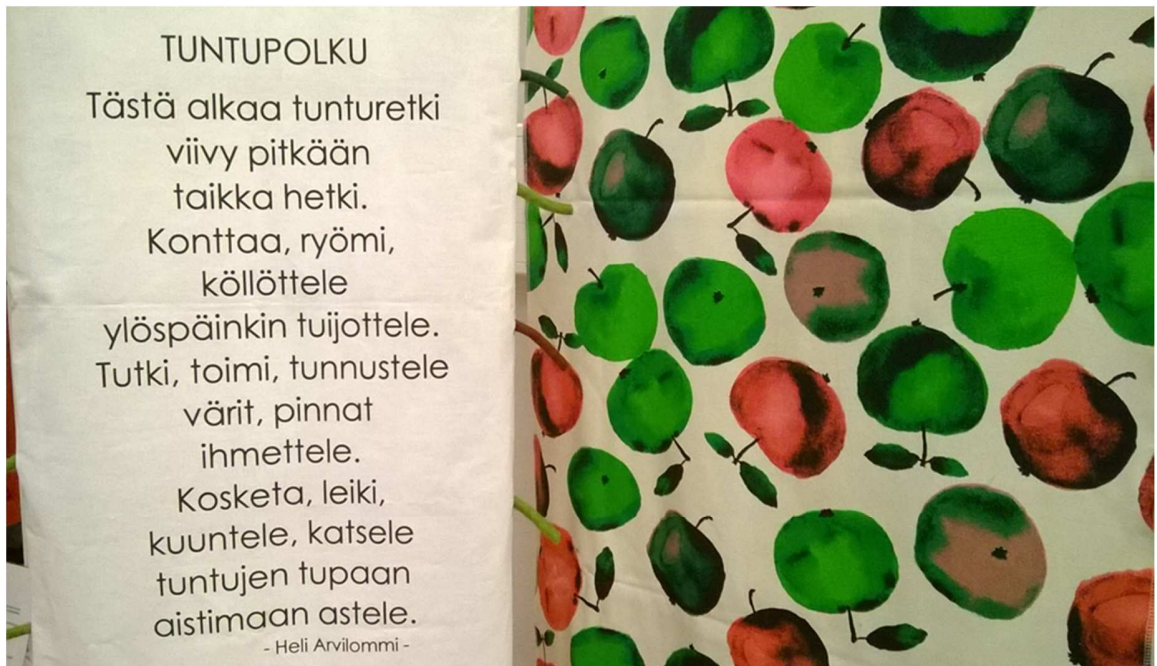 TUNTUPOLKU
Tästä alkaa tunturetki
viivy pitkään
taikka hetki.
Konttaa, ryömi,
köllöttele
ylöspäinkin tuijottele.
Tutki, toimi, tunnustele
värit, pinnat
ihmettele.
Kosketa, leiki,
kuuntele, katsele
tuntujen tupaan
aistimaan astele.
- Heli Arvilommi -